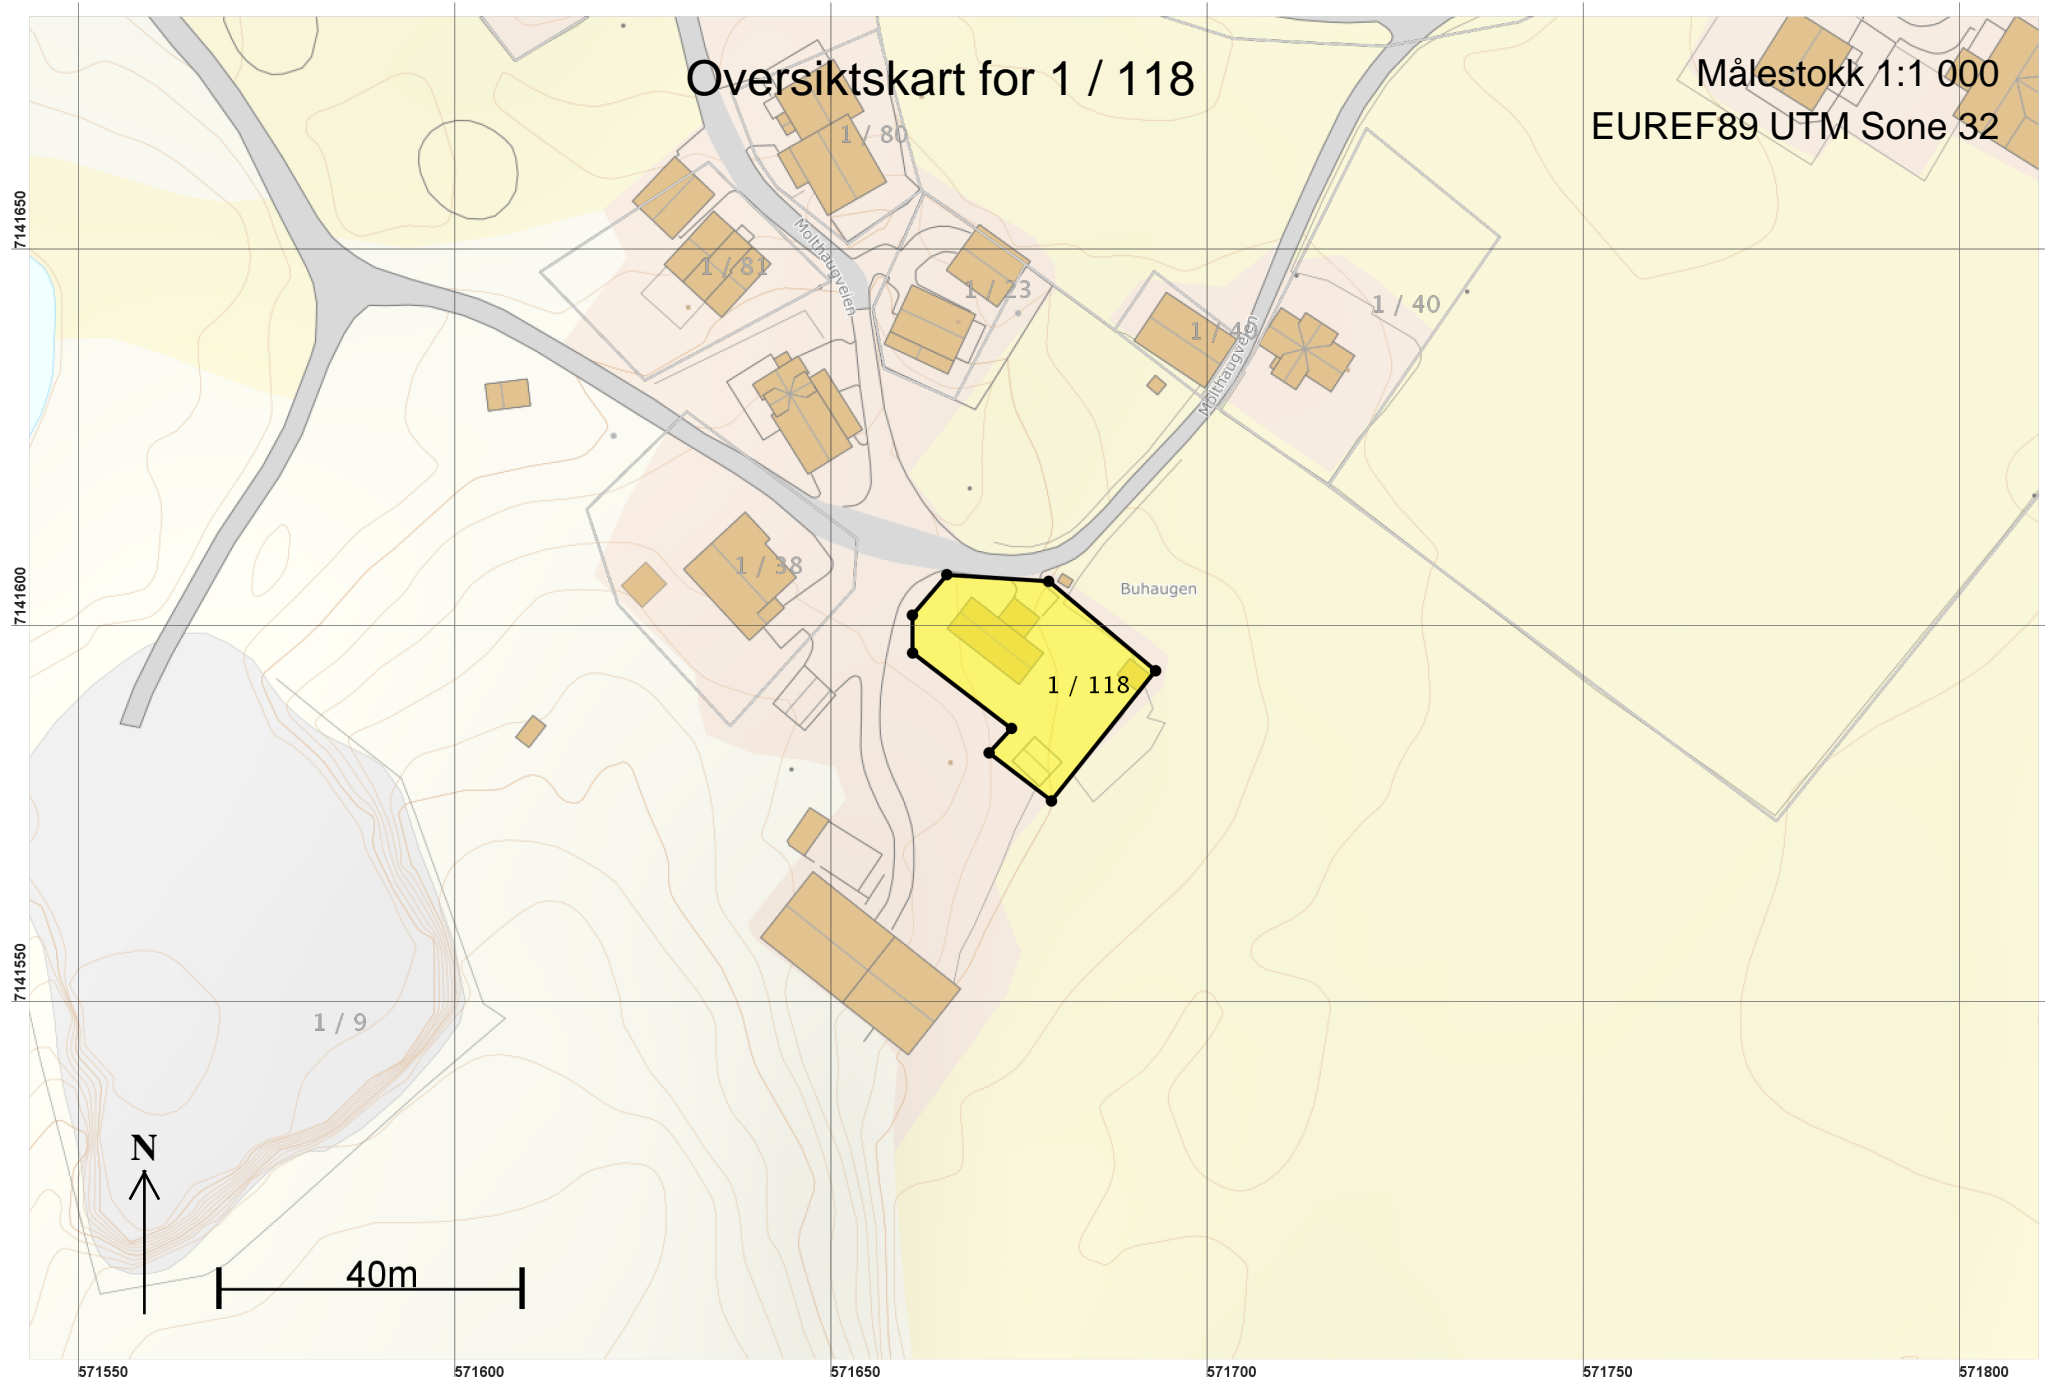 Oversiktskart for 1 / 118
Målestokk 1:1 000
EUREF89 UTM Sone 32
1 / 80
7141650
Molthaugveien
1 / 81
1 / 23
1 / 40
1 / 49
Molthaugveien
1 / 38
7141600
Buhaugen
1 / 118
7141550
1 / 9
N
40m
571550
571600
571650
571700
571750
571800